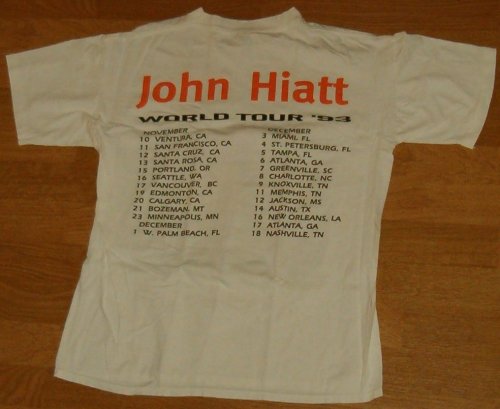 John Hiatt
WORLD TOUR '93
NOVEMBER
10 VENTURA, CA
11 SAN FRANCISCO, CA
12 SANTA CRUZ, CA
13 SANTA ROSA, CA
15 PORTLAND, OR
16 SEATTLE, WA
17 VANCOUVER, BC
19 EDMONTON, CA
20 CALGARY, CA
21 BOZEMAN, MT
23 MINNEAPOLIS, MN
DECEMBER
1 W. PALM BEACH, FL
DECEMBER
3 MIAMI, FL
4 ST. PETERSBURG, FL
5 TAMPA, FL
6 ATLANTA, GA
7 GREENVILLE, SC
8 CHARLOTTE, NC
9 KNOXVILLE, TN
11 MEMPHIS, TN
12 JACKSON, MS
14 AUSTIN, TX
16 NEW ORLEANS, LA
17 ATLANTA, GA
18 NASHVILLE, TN